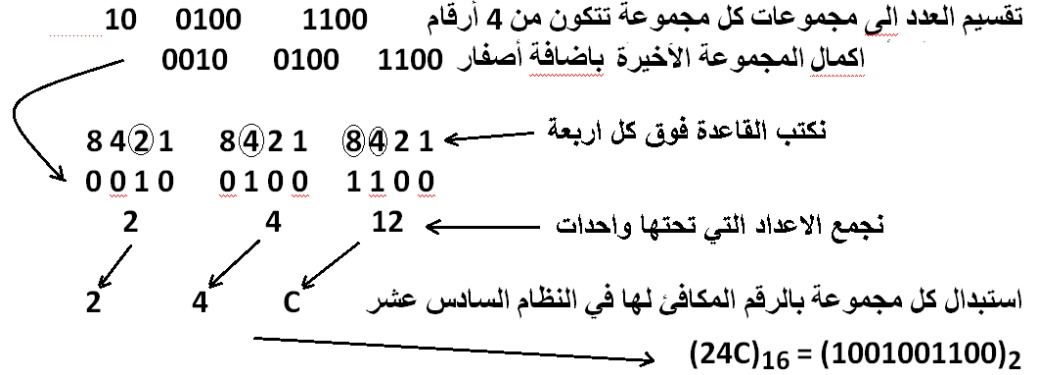 تقسيم العدد الى مجموعات كل مجموعة تتكون من 4 أرقام 1100 0100 10
اكمال المجموعة الأخيرة باضافة أصفار 1100 0100 0010
نكتب القاعدة فوق كل اربعة 8 4 2 1 8 4 2 1 8 4 2 1
0 0 1 0 0 1 0 0 1 1 0 0
نجمع الاعداد التي تحتها واحدات 12 4 2
استبدال كل مجموعة بالرقم المكافئ لها في النظام السادس عشر C 4 2
(24C)16 = (1001001100)2